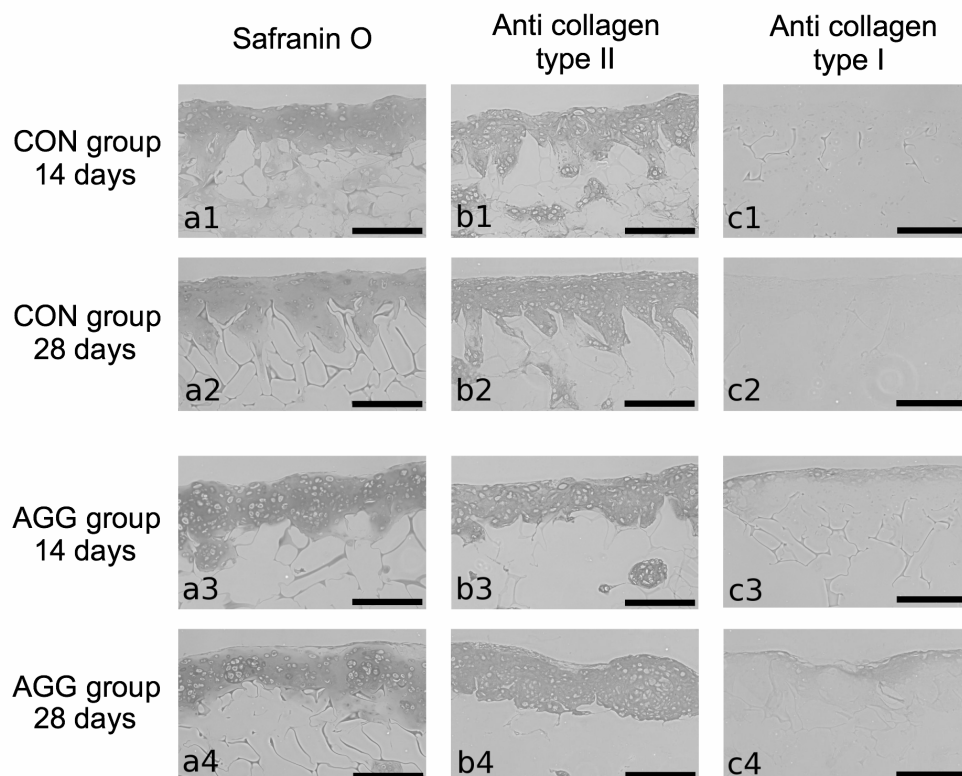 Safranin O
Anti collagen
type II
Anti collagen
type I
CON group
14 days
a1
b1
c1
CON group
28 days
a2
b2
c2
AGG group
14 days
a3
b3
c3
AGG group
28 days
a4
b4
c4